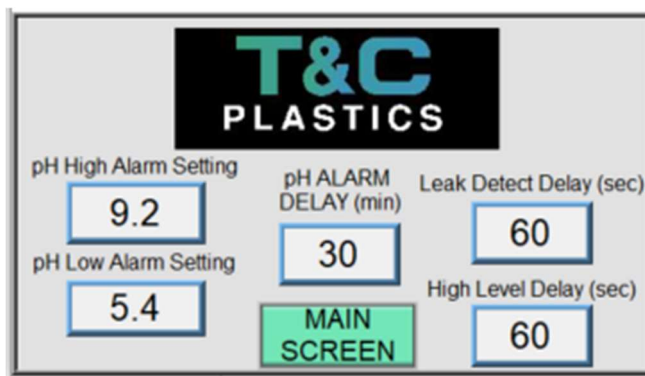 T&C
PLASTICS
pH High Alarm Setting
9.2
pH Low Alarm Setting
5.4
pH ALARM
DELAY (min)
30
MAIN
SCREEN
Leak Detect Delay (sec)
60
High Level Delay (sec)
60